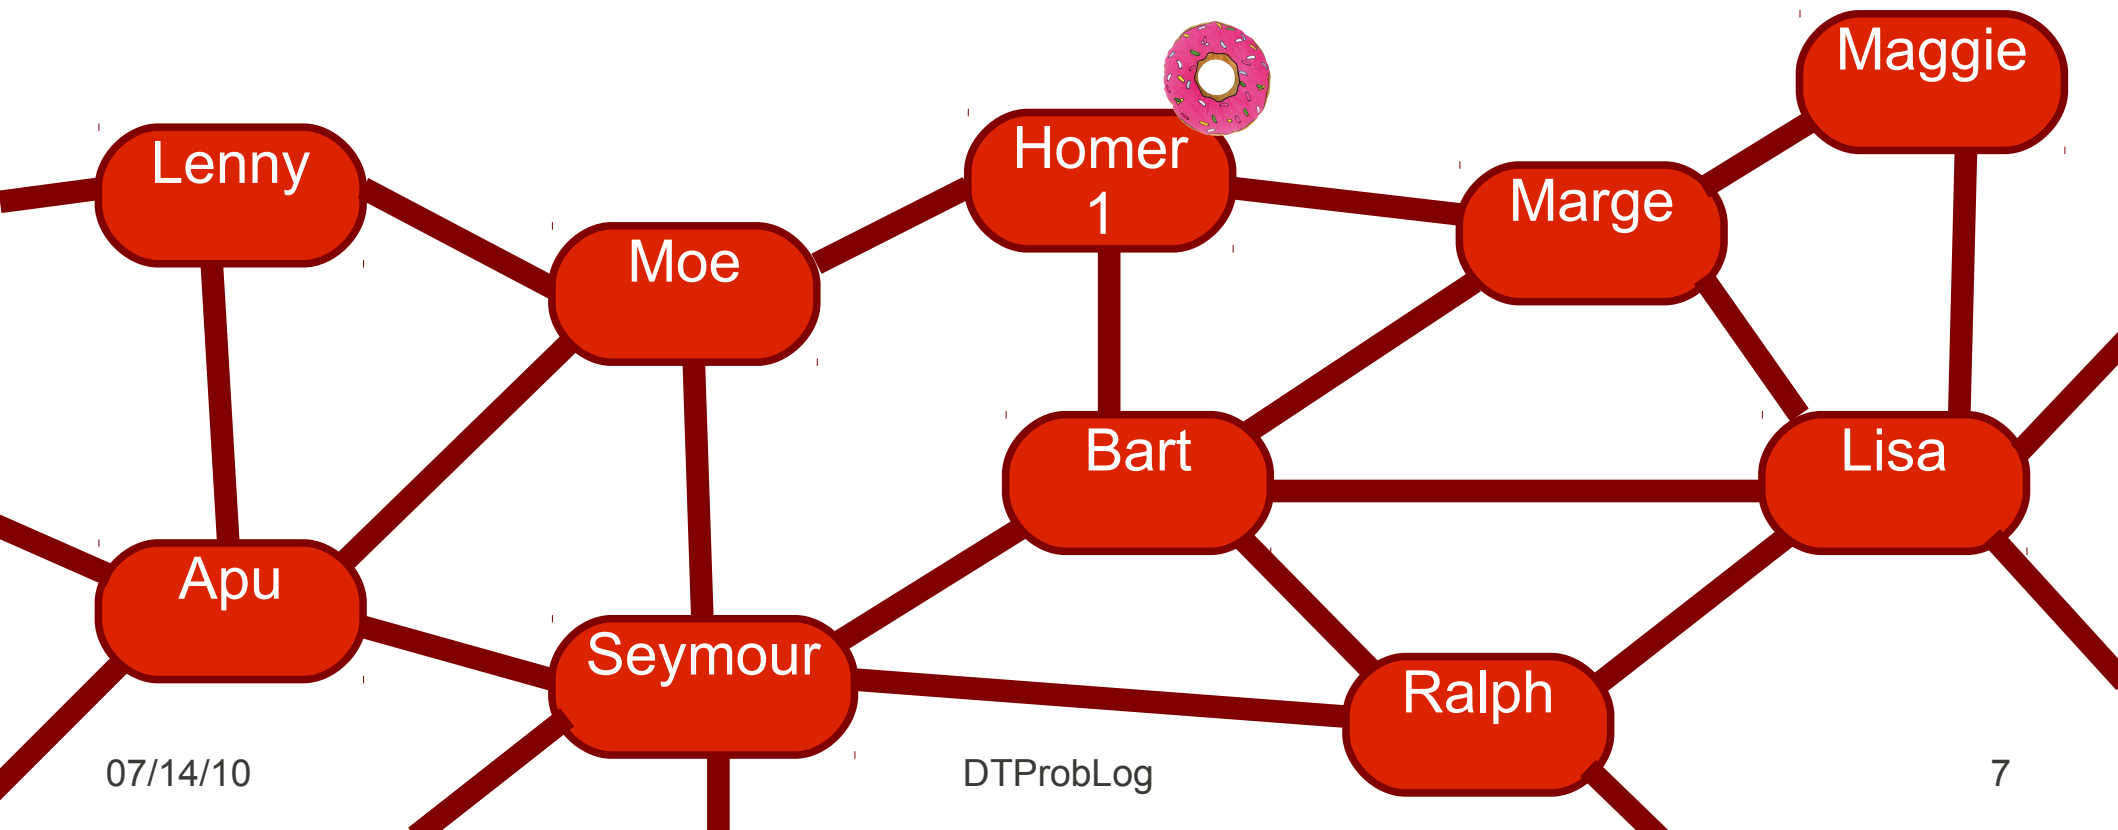 Maggie
Lenny
Homer
1
Marge
Moe
Bart
Lisa
Apu
Seymour
Ralph
07/14/10
DTProbLog
7